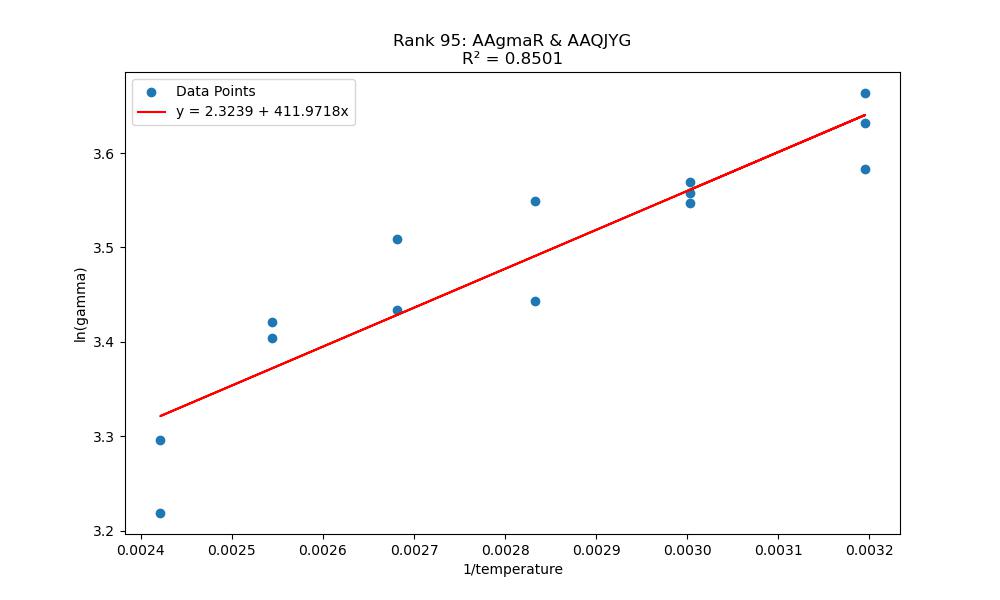 Rank 95: AAgmaR & AAQJYG
R² = 0.8501
Data Points
y = 2.3239 + 411.9718x
3.6
3.5
3.4
3.3
3.2
ln(gamma)
0.0024 0.0025 0.0026 0.0027 0.0028 0.0029 0.0030 0.0031 0.0032
1/temperature